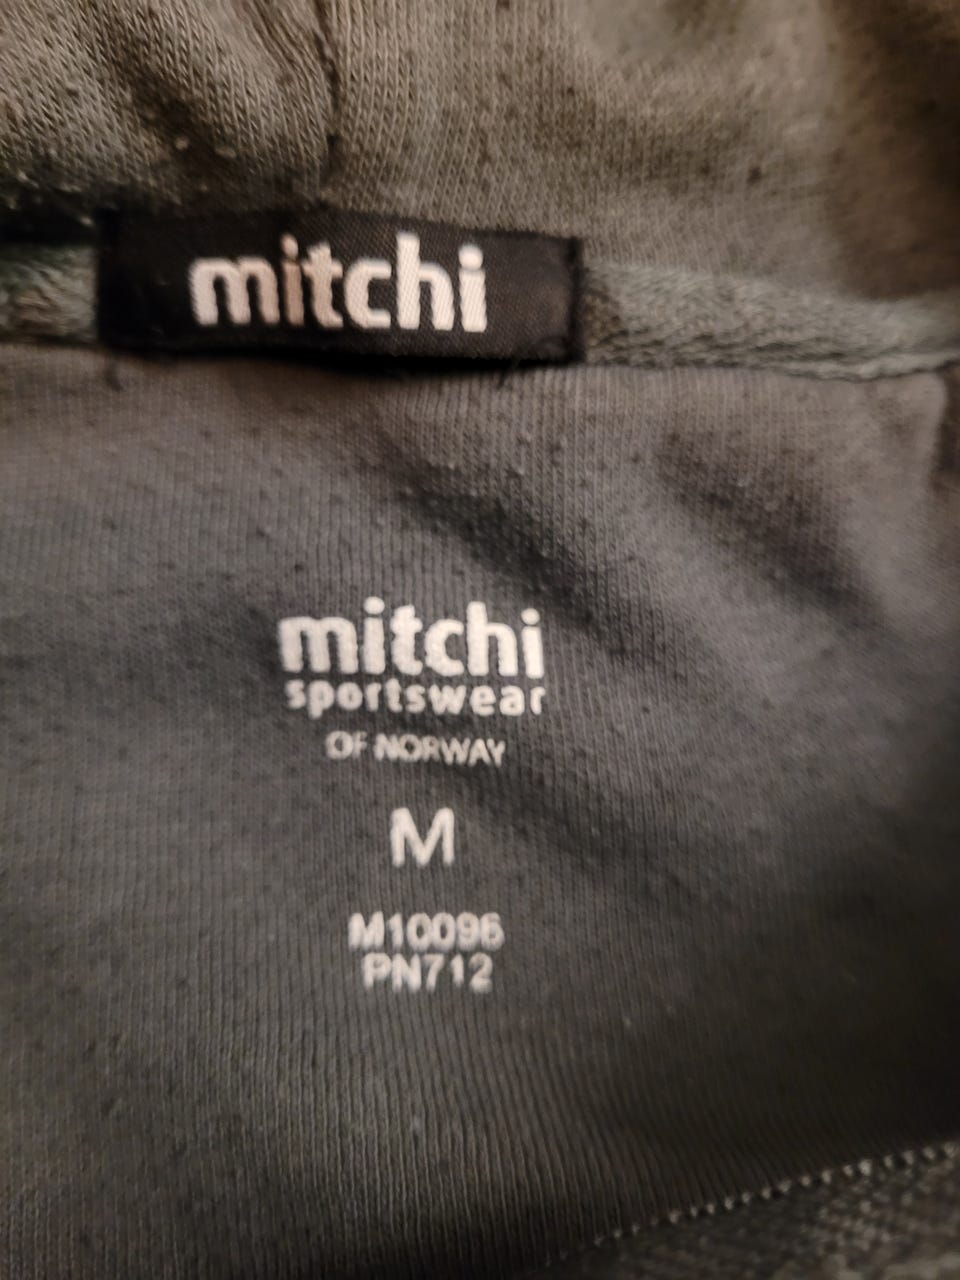 mitchi
mitchi
sportswear
OF NORWAY
M
M10096
PN712